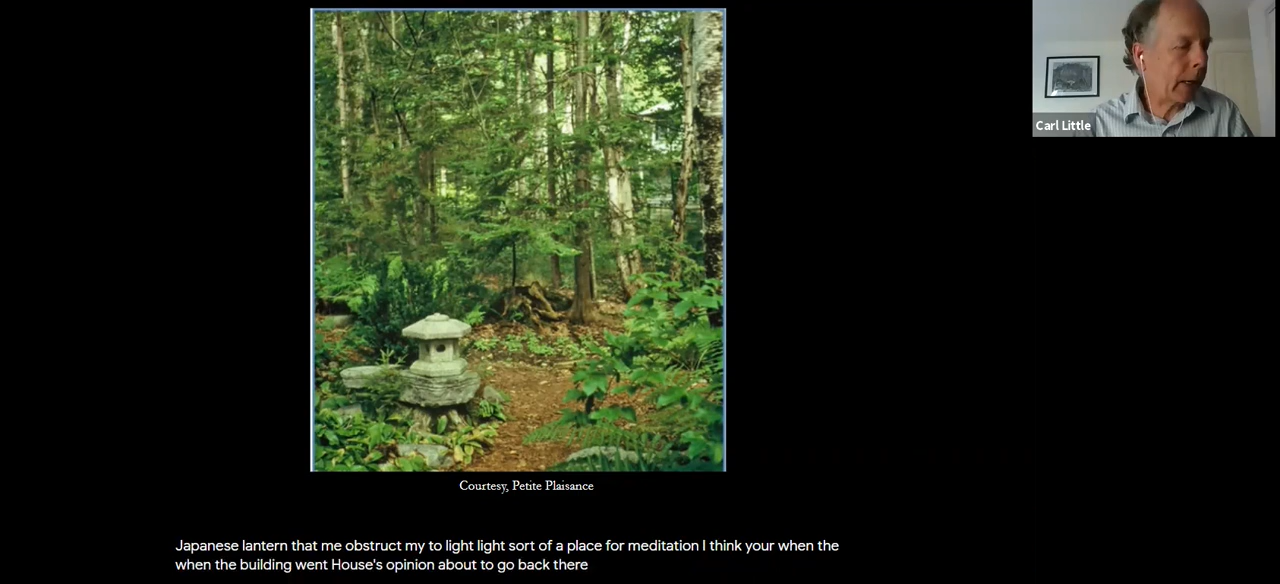 Carl Little
Courtesy, Petite Plaisance
Japanese lantern that me obstruct my to light light sort of a place for meditation I think your when the
when the building went House's opinion about to go back there